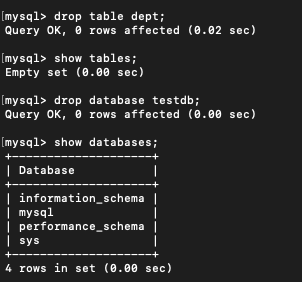 [mysql> drop table dept;
Query OK, 0 rows affected (0.02 sec)
[mysql> show tables;
Empty set (0.00 sec)
[mysql> drop database testdb;
Query OK, 0 rows affected (0.00 sec)
[mysql> show databases;
+--------------------+
| Database           |
+--------------------+
| information_schema |
| mysql              |
| performance_schema |
| sys                |
+--------------------+
4 rows in set (0.00 sec)